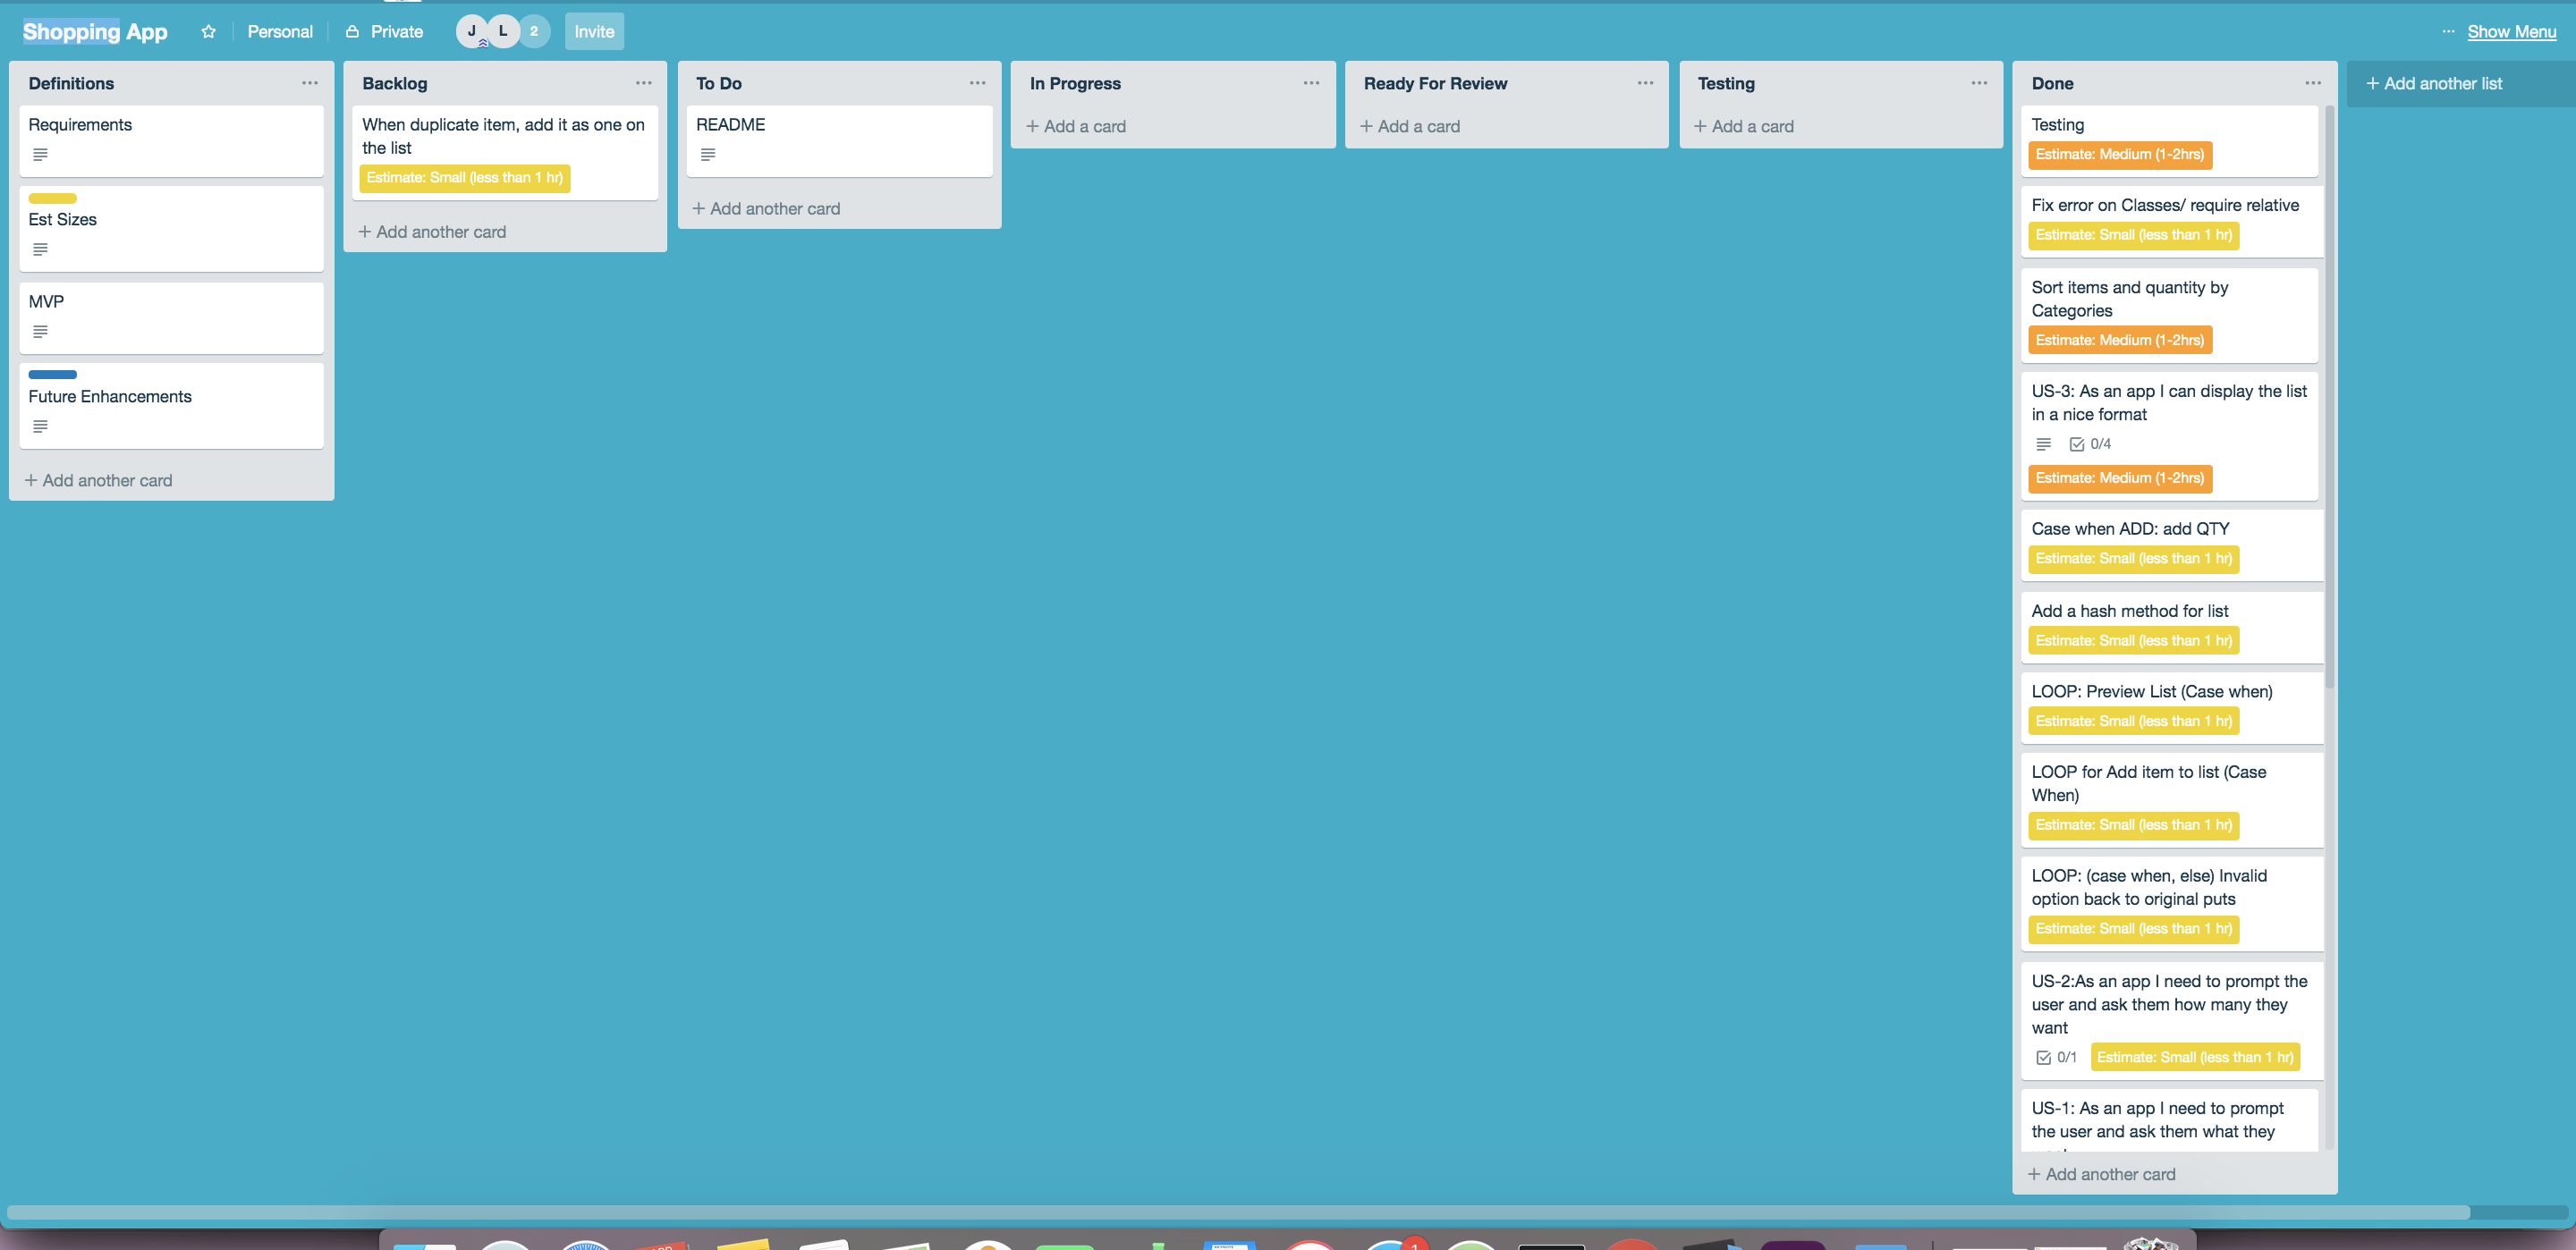 Shopping App
Personal
Private
J
L
2
Invite
... Show Menu
Definitions
Requirements
Est Sizes
MVP
Future Enhancements
+ Add another card
Backlog
When duplicate item, add it as one on
the list
Estimate: Small (less than 1 hr)
+ Add another card
To Do
README
+ Add another card
In Progress
+ Add a card
Ready For Review
+ Add a card
Testing
+ Add a card
Done
Testing
Estimate: Medium (1-2hrs)
Fix error on Classes/ require relative
Estimate: Small (less than 1 hr)
Sort items and quantity by
Categories
Estimate: Medium (1-2hrs)
US-3: As an app I can display the list
in a nice format
0/4
Estimate: Medium (1-2hrs)
Case when ADD: add QTY
Estimate: Small (less than 1 hr)
Add a hash method for list
Estimate: Small (less than 1 hr)
LOOP: Preview List (Case when)
Estimate: Small (less than 1 hr)
LOOP for Add item to list (Case
When)
Estimate: Small (less than 1 hr)
LOOP: (case when, else) Invalid
option back to original puts
Estimate: Small (less than 1 hr)
US-2:As an app I need to prompt the
user and ask them how many they
want
0/1 Estimate: Small (less than 1 hr)
US-1: As an app I need to prompt
the user and ask them what they
+ Add another card
+ Add another list